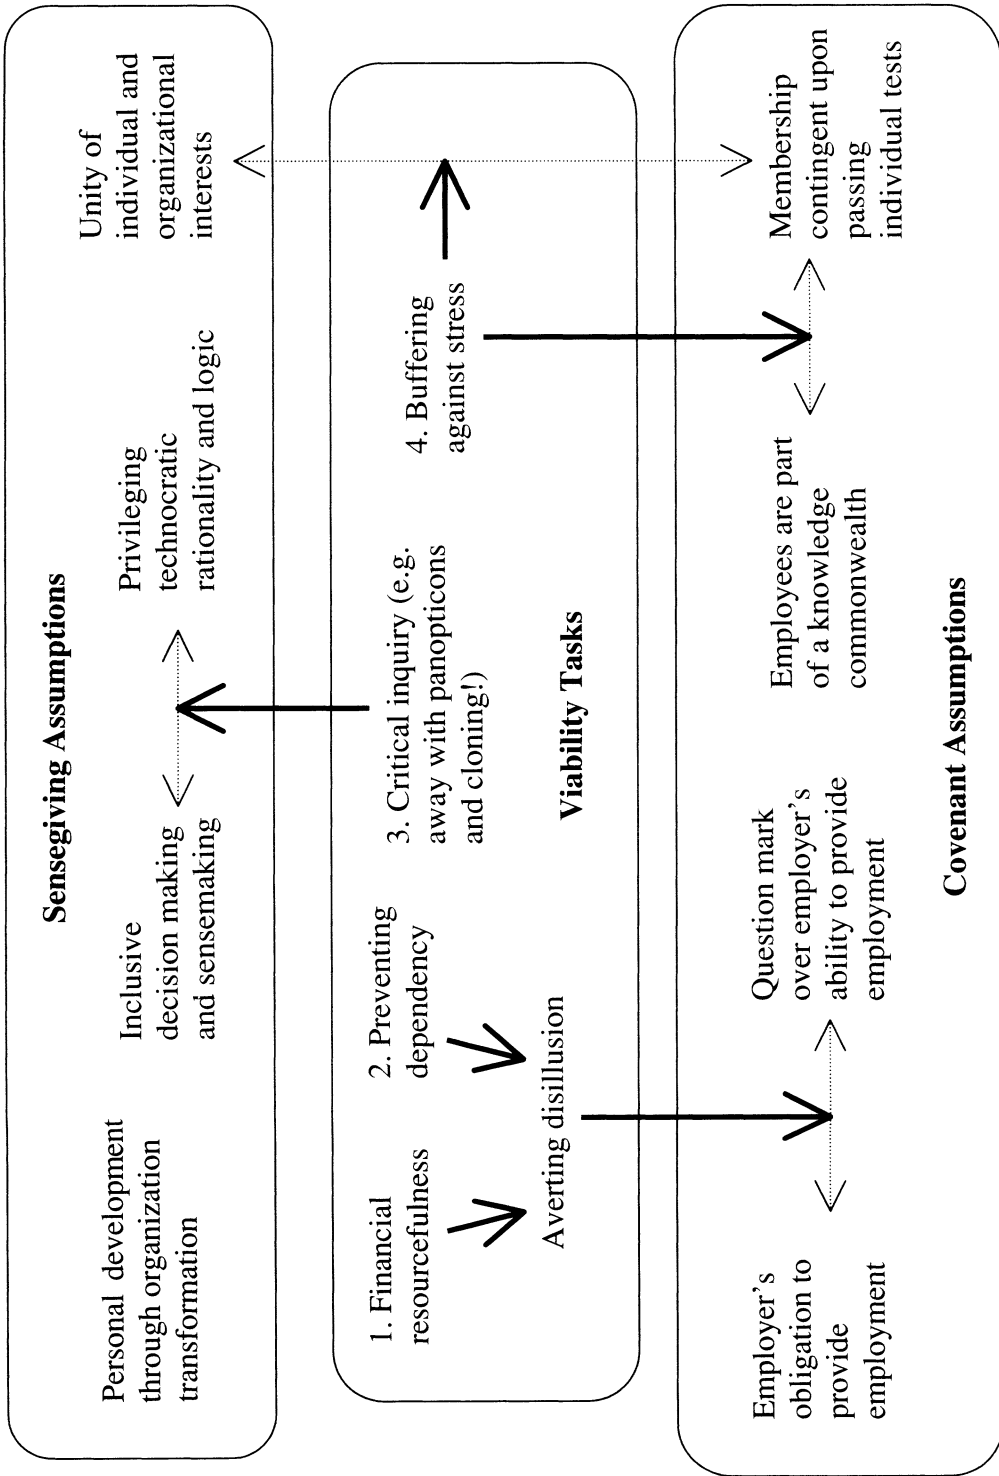 Sensegiving Assumptions
Personal development
through organization
transformation
Inclusive
decision making
and sensemaking
Privileging
technocratic
rationality and logic
Unity of
individual and
organizational
interests
1. Financial
resourcefulness
2. Preventing
dependency
Averting disillusion
3. Critical inquiry (e.g.
away with panopticons
and cloning!)
4. Buffering
against stress
Viability Tasks
Employer's
obligation to
provide
employment
Question mark
over employer's
ability to provide
employment
Employees are part
of a knowledge
commonwealth
Membership
contingent upon
passing
individual tests
Covenant Assumptions